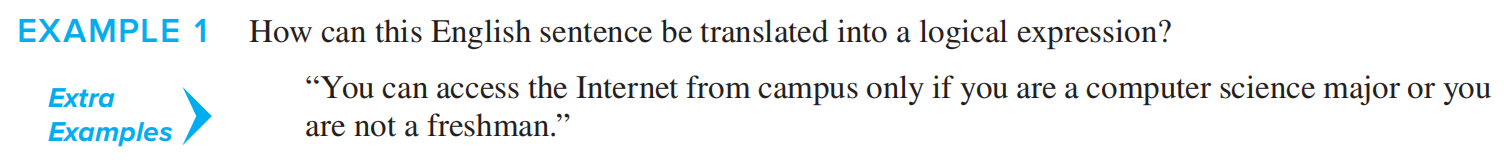 EXAMPLE 1 How can this English sentence be translated into a logical expression?
Extra
Examples
“You can access the Internet from campus only if you are a computer science major or you
are not a freshman.”